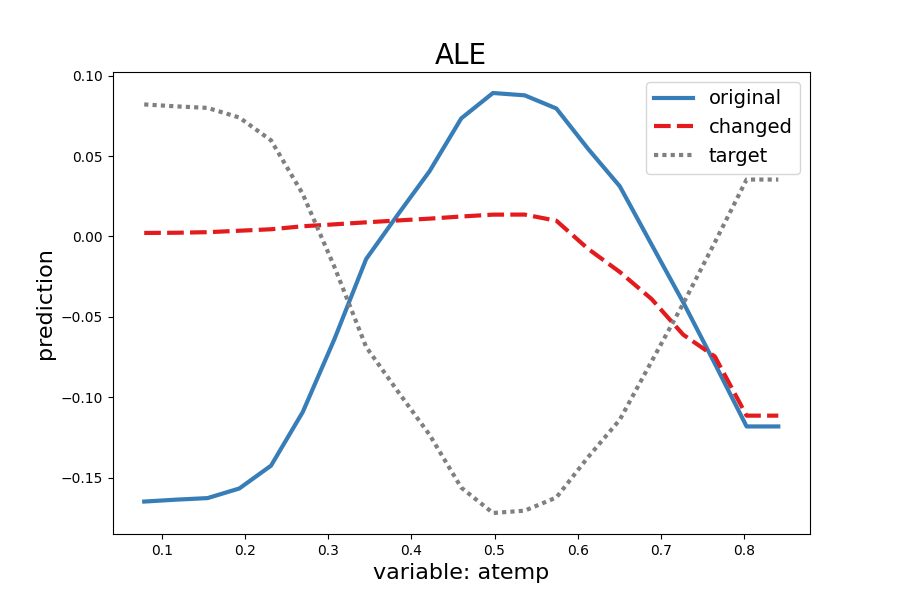 ALE
original
changed
target
0.10
0.05
0.00
−0.05
−0.10
−0.15
prediction
0.1 0.2 0.3 0.4 0.5 0.6 0.7 0.8
variable: atemp